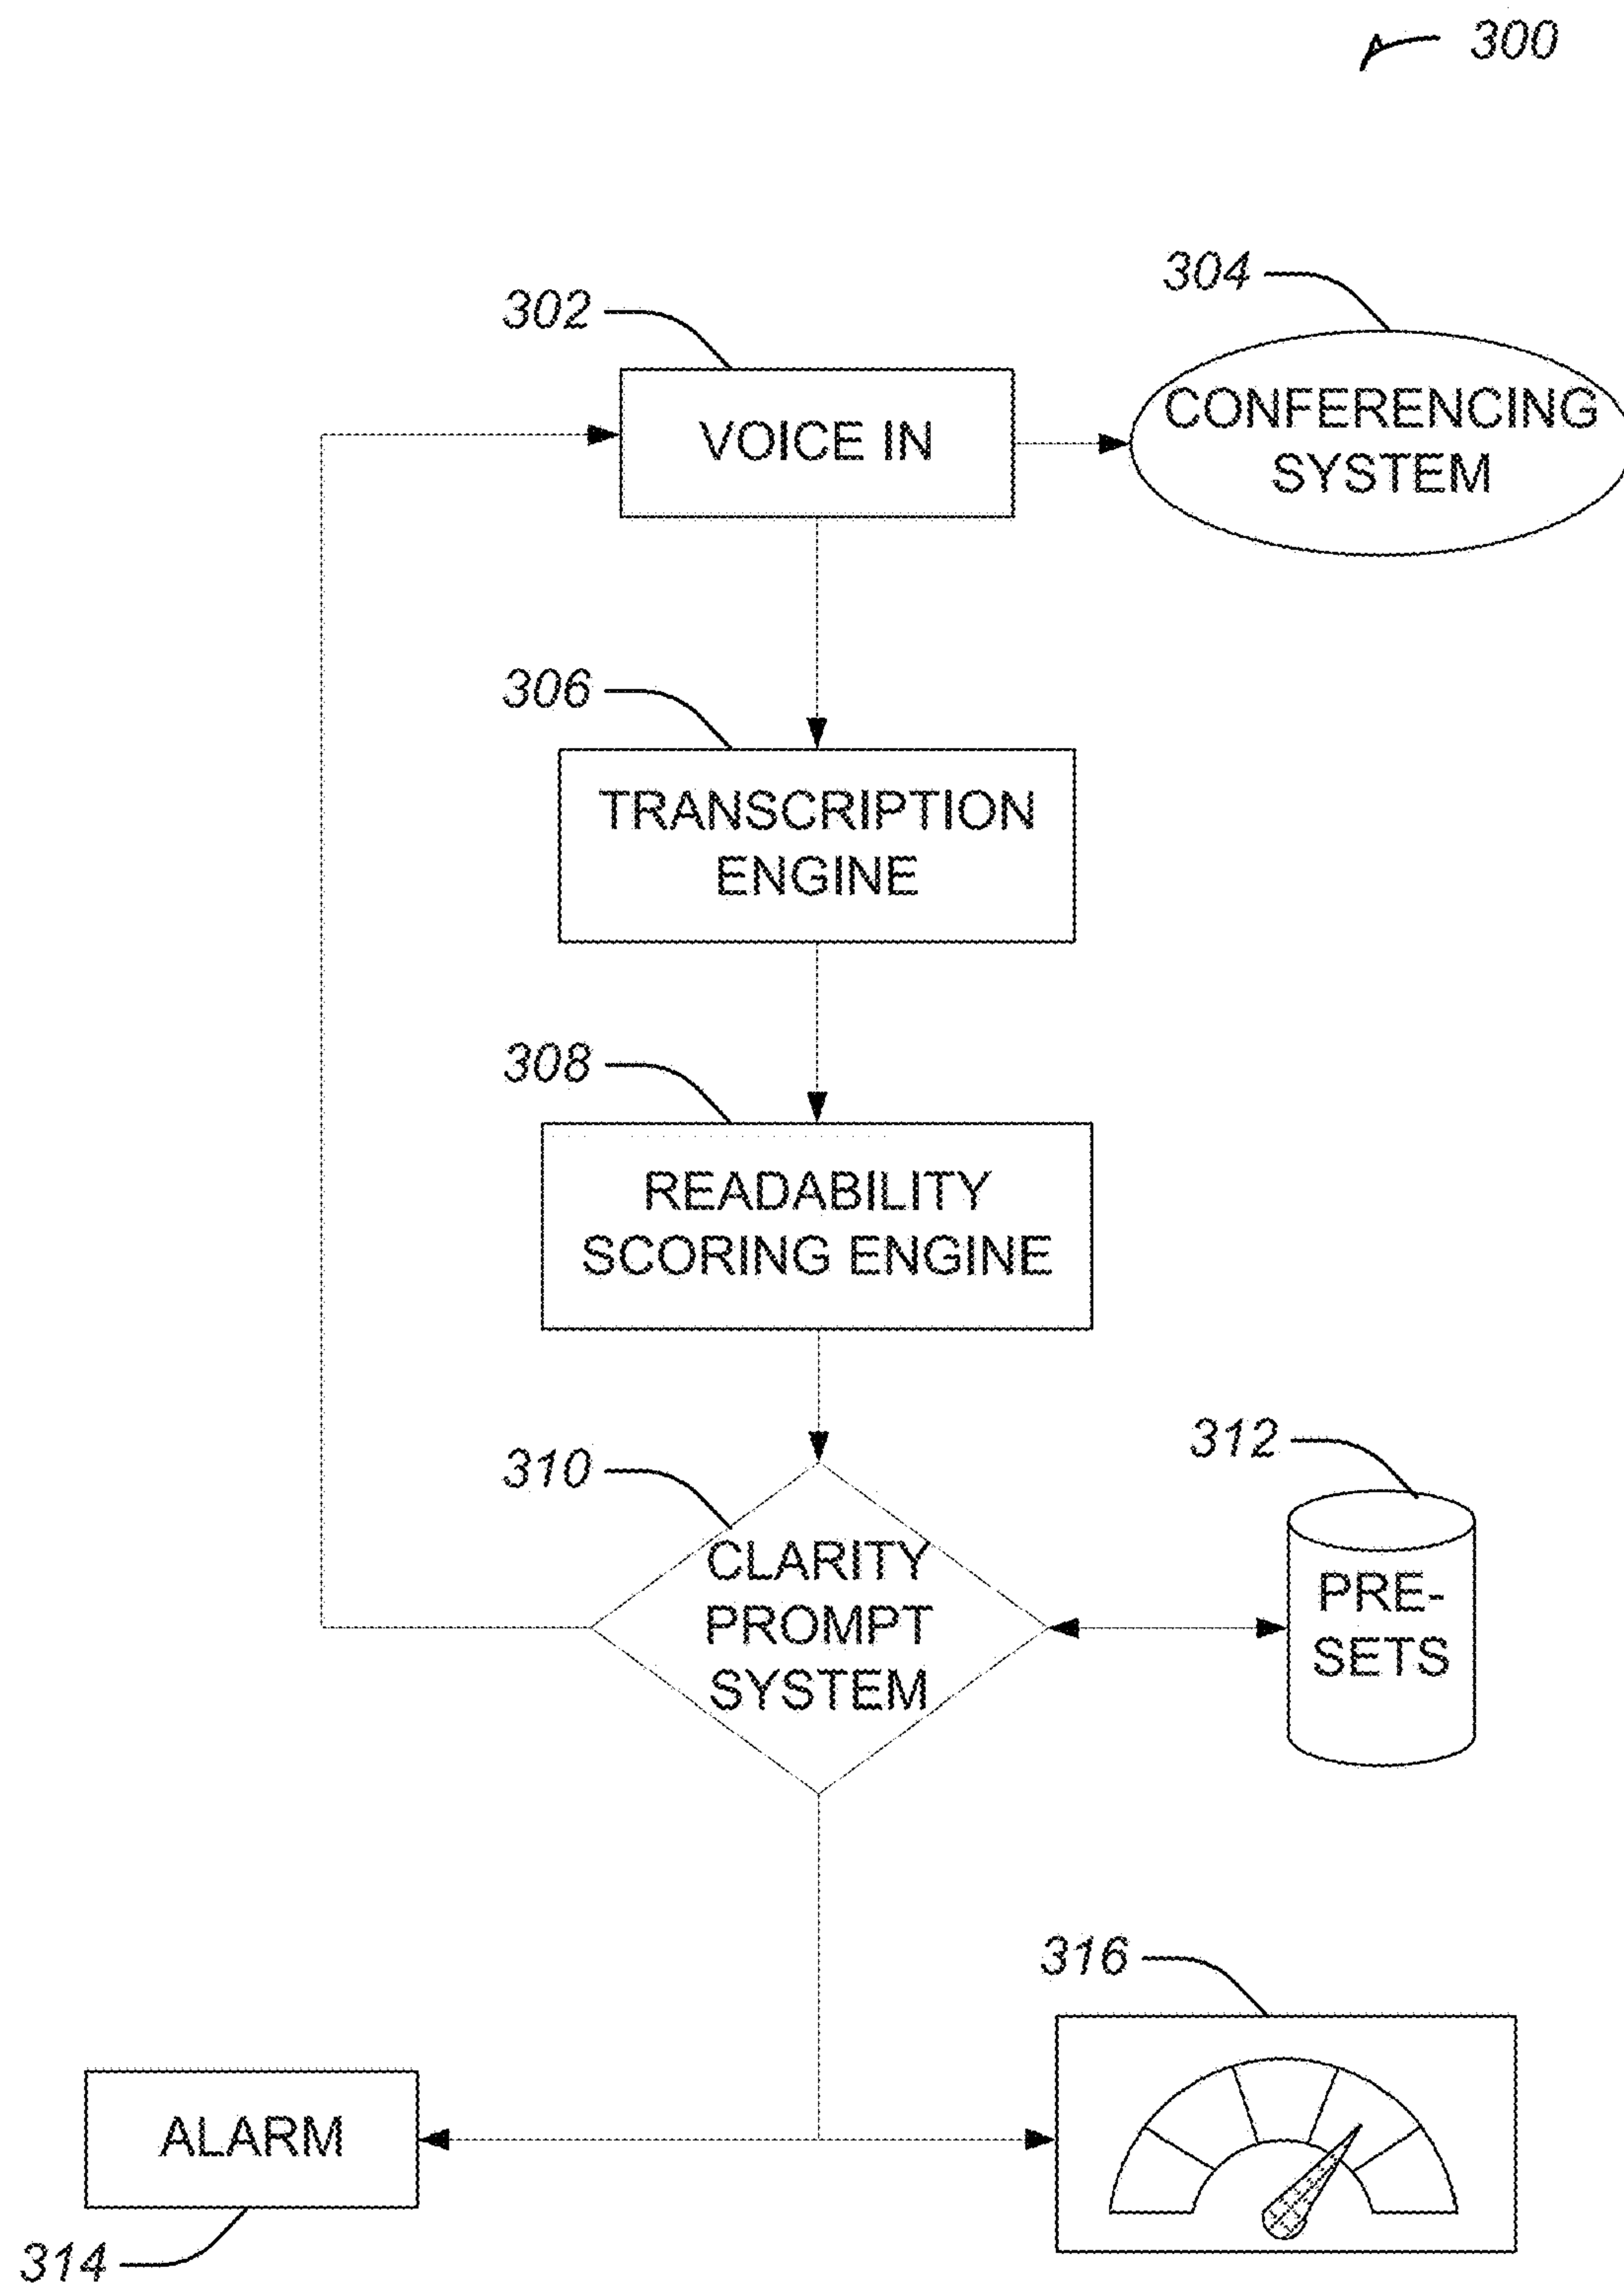 300
304
302
VOICE IN
CONFERENCING
SYSTEM
306
TRANSCRIPTION
ENGINE
308
READABILITY
SCORING ENGINE
312
310
CLARITY
PROMPT
SYSTEM
PRE-
SETS
316
ALARM
314